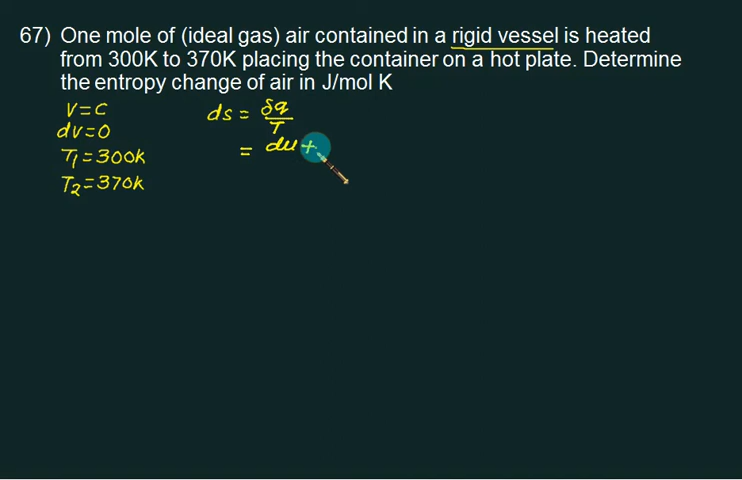 67) One mole of (ideal gas) air contained in a rigid vessel is heated
from 300K to 370K placing the container on a hot plate. Determine
the entropy change of air in J/mol K
V=C
dv=0
T₁=300K
T₂=370K
ds = δq/T
= du+